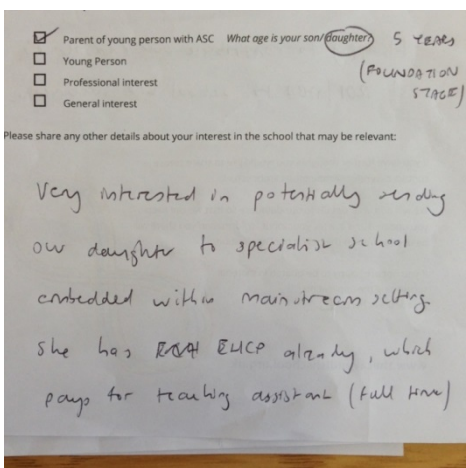 Parent of young person with ASC What age is your son/daughter? 5 YEARS
Young Person (FOUNDATION
Professional interest STAGE)
General interest
Please share any other details about your interest in the school that may be relevant:
Very interested in potentially sending
our daughter to specialist school
embedded within mainstream setting.
She has EHCP already, which
pays for teaching assistant (full time)